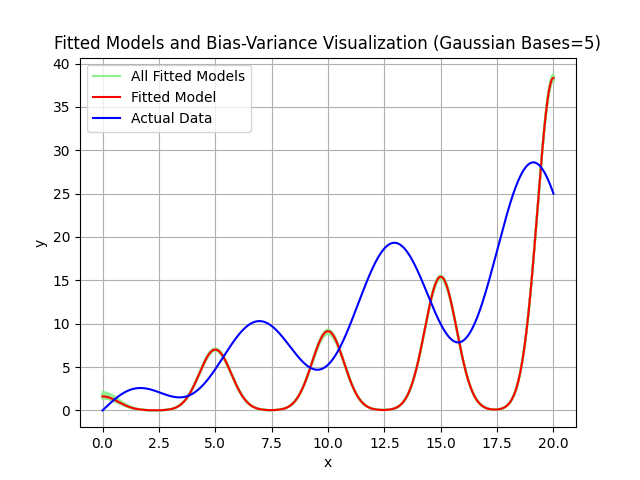 Fitted Models and Bias-Variance Visualization (Gaussian Bases=5)
All Fitted Models
Fitted Model
Actual Data
40
35
30
25
20
15
10
5
0
y
0.0 2.5 5.0 7.5 10.0 12.5 15.0 17.5 20.0
x